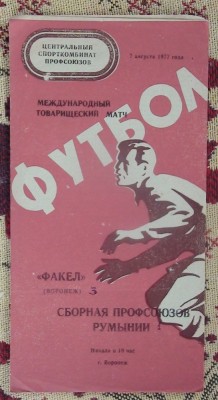 ЦЕНТРАЛЬНЫЙ
СПОРТКОМБИНАТ
ПРОФСОЮЗОВ
7 августа 1977 года
МЕЖДУНАРОДНЫЙ
ТОВАРИЩЕСКИЙ МАТЧ
ФУТБОЛ
«ФАКЕЛ»
(ВОРОНЕЖ) 3
СБОРНАЯ ПРОФСОЮЗОВ
РУМЫНИИ 1
Начало в 19 час
г. Воронеж